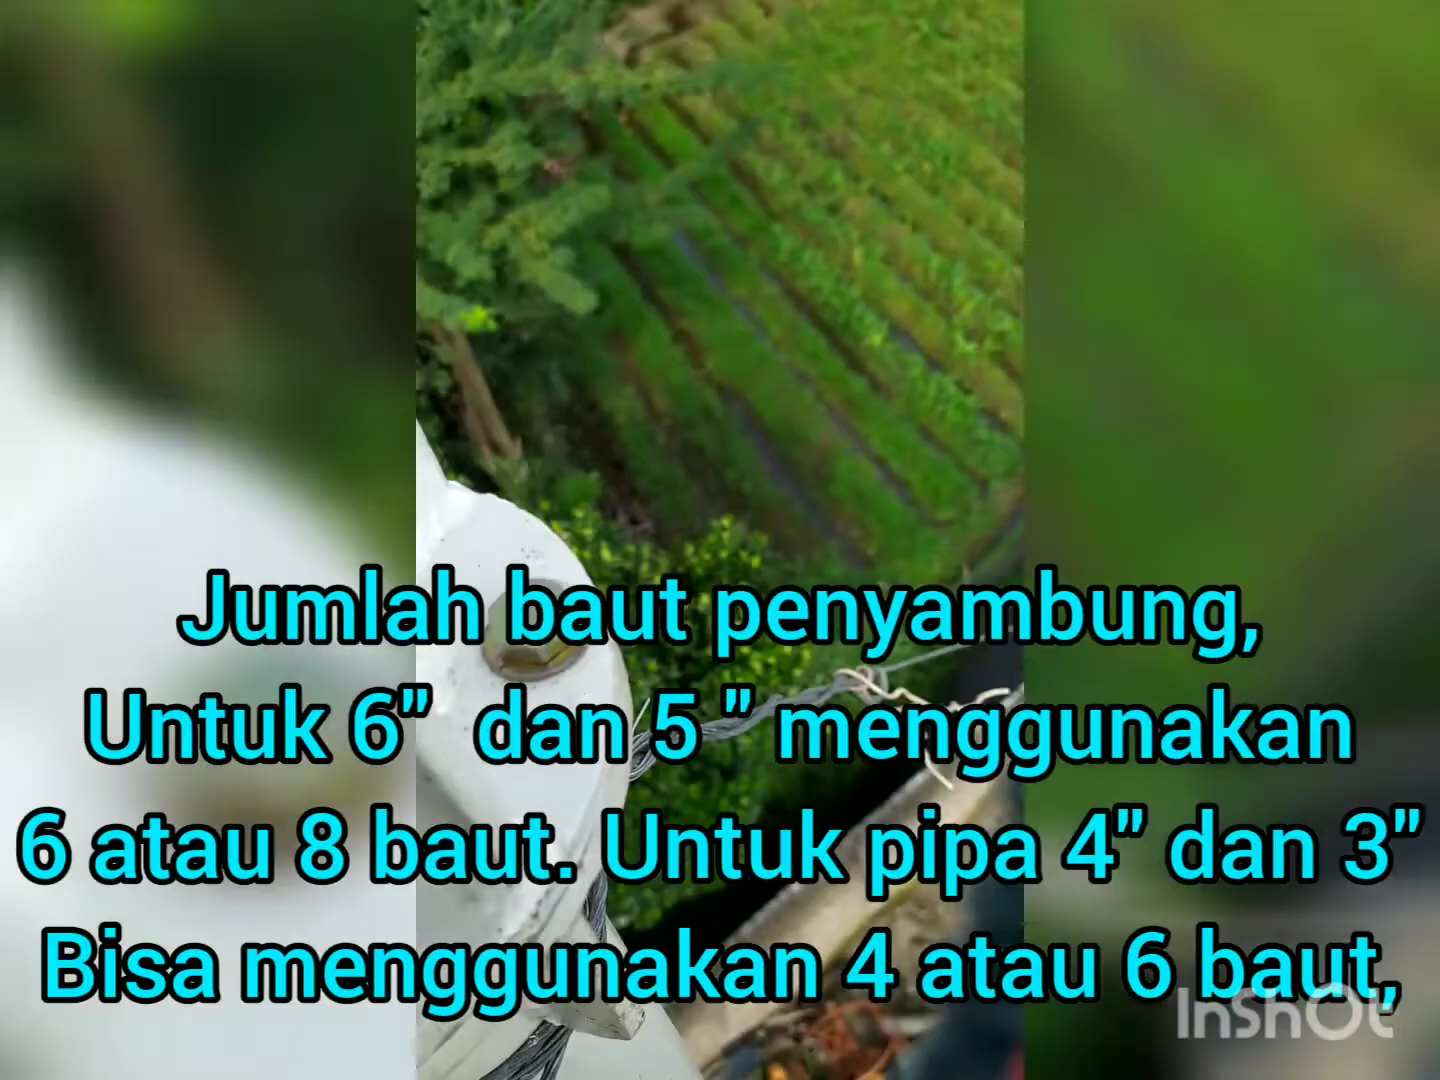 Jumlah baut penyambung,
Untuk 6" dan 5 " menggunakan
6 atau 8 baut. Untuk pipa 4" dan 3"
Bisa menggunakan 4 atau 6 baut,
InShOt